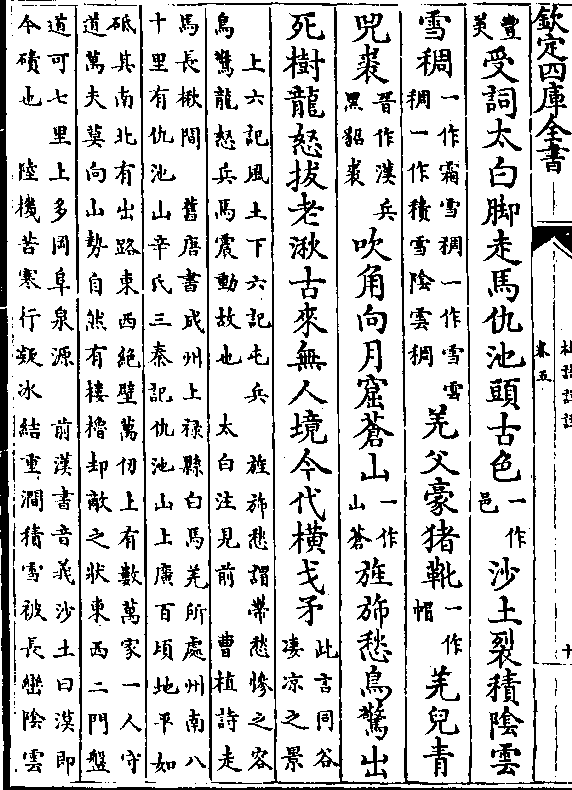 欽定四庫全書
卷五
十
豐美受詞太白脚走馬仇池頭古色一作邑沙土裂積陰雲
雪稠一作霜雪稠一作雪雲稠一作積雪陰雲稠羌父豪猪靴一作帽羌兒青
兕裘晉作漢兵黑貂裘吹角向月窟蒼山一作山蒼旌斾愁鳥驚出
死樹龍怒拔老湫古來無人境今代橫戈矛此言同谷淒凉之景
上六記風土下六記屯兵 旌斾愁謂帶愁慘之容
鳥驚龍怒兵馬震動故也 太白注見前 曹植詩走
馬長楸間 舊唐書成州上禄縣白馬羌所處州南八
十里有仇池山辛氏三秦記仇池山上廣百頃地平如
砥其南北有出路東西絶壁萬仞上有數萬家一人守
道萬夫莫向山勢自然有樓櫓却敵之狀東西二門盤
道可七里上多岡阜泉源 前漢書音義沙土曰漠即
今磧也 陸機苦寒行凝冰結重澗積雪被長巒陰雲